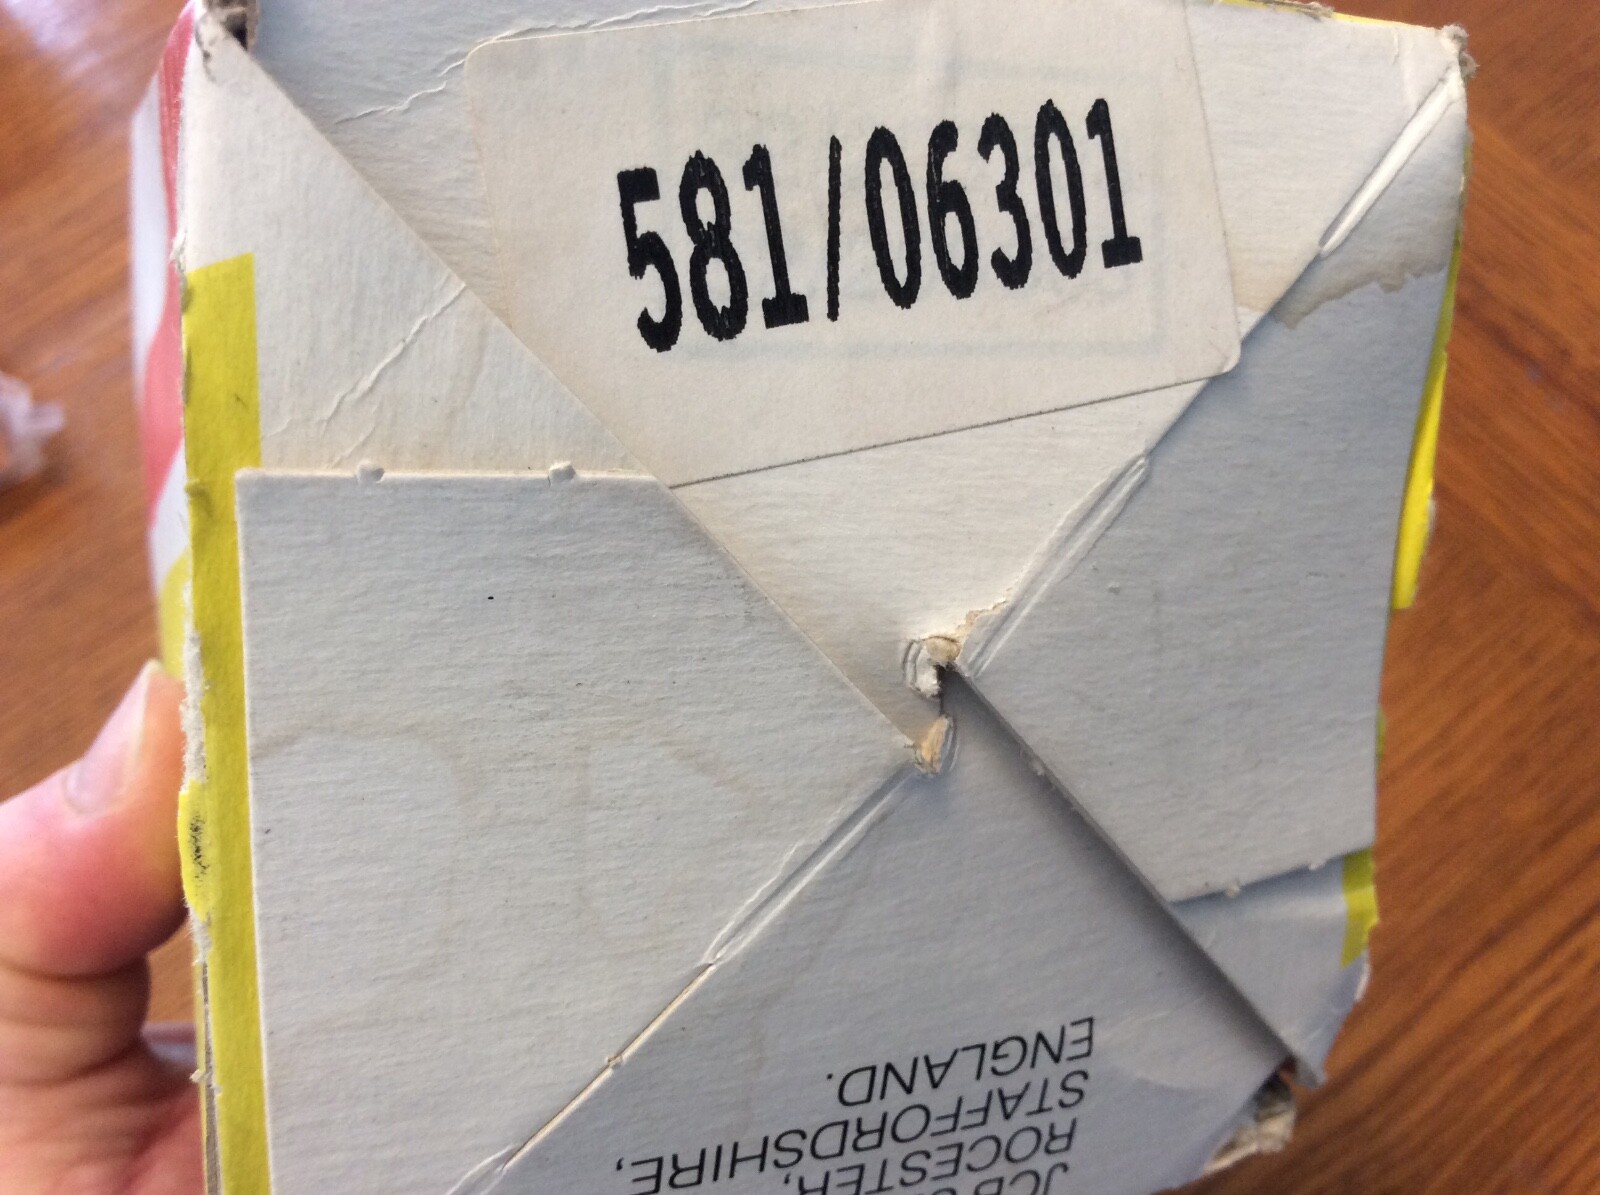 581/06301
JCB
ROCESTER,
STAFFORDSHIRE,
ENGLAND.